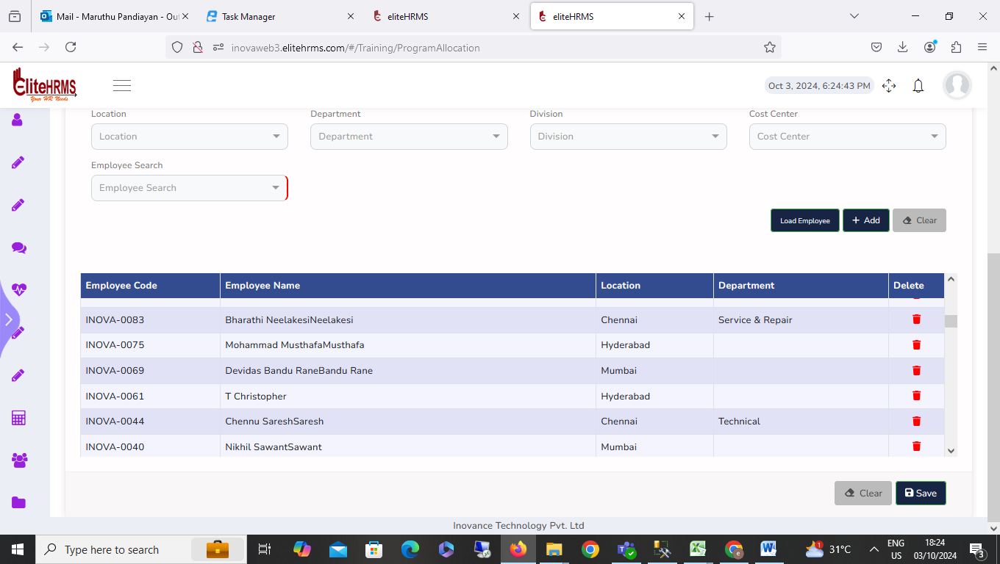 Mail - Maruthu Pandiayan - Out
Task Manager
eliteHRMS
eliteHRMS
inovaweb3.elitehrms.com/#/Training/ProgramAllocation
EliteHRMS
Your HR Needs
Oct 3, 2024, 6:24:43 PM
Location Department Division Cost Center
Location Department Division Cost Center
Employee Search
Employee Search
Load Employee + Add Clear
Employee Code Employee Name Location Department Delete
INOVA-0083 Bharathi NeelakesiNeelakesi Chennai Service & Repair
INOVA-0075 Mohammad MusthafaMusthafa Hyderabad
INOVA-0069 Devidas Bandu RaneBandu Rane Mumbai
INOVA-0061 T Christopher Hyderabad
INOVA-0044 Chennu SareshSaresh Chennai Technical
INOVA-0040 Nikhil SawantSawant Mumbai
Clear Save
Inovance Technology Pvt. Ltd
Type here to search
1
31°C
ENG
US
18:24
03/10/2024
3